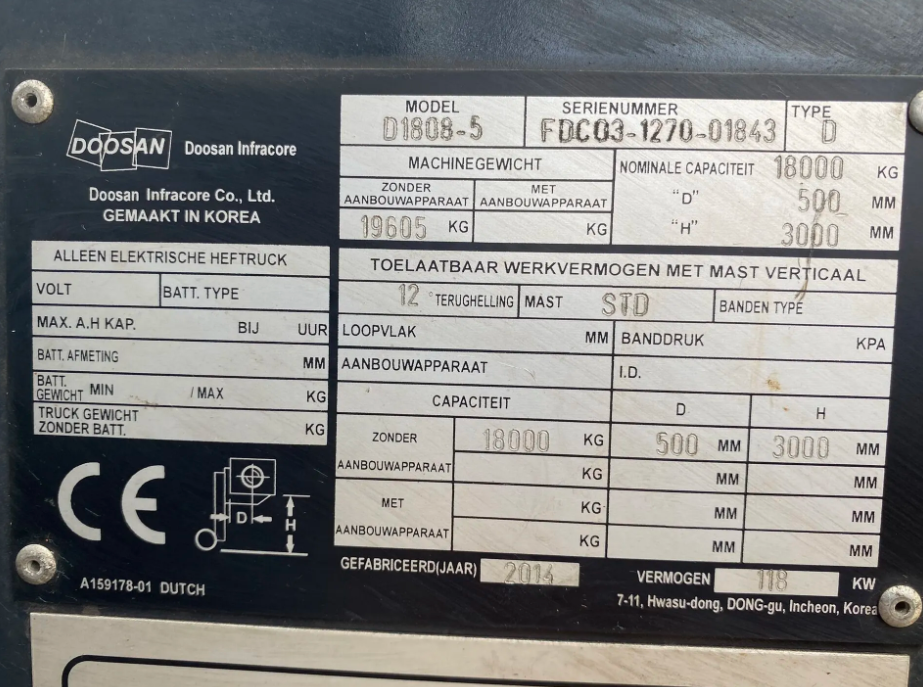 DOOSAN Doosan Infracore
Doosan Infracore Co., Ltd.
GEMAAKT IN KOREA
MODEL SERIENUMMER TYPE
D180S-5 FDC03-1270-01843 D
MACHINEGEWICHT NOMINALE CAPACITEIT 18000 KG
ZONDER AANBOUWAPPARAAT MET AANBOUWAPPARAAT "D" 500 MM
19605 KG KG "H" 3000 MM
ALLEEN ELEKTRISCHE HEFTRUCK
VOLT BATT. TYPE
MAX. A.H KAP. BIJ UUR
BATT. AFMETING MM
BATT. GEWICHT MIN / MAX KG
TRUCK GEWICHT ZONDER BATT. KG
TOELAATBAAR WERKVERMOGEN MET MAST VERTICAAL
12 ° TERUGHELLING MAST STD BANDEN TYPE
LOOPVLAK MM BANDDRUK KPA
AANBOUWAPPARAAT I.D.
CAPACITEIT D H
ZONDER 18000 KG 500 MM 3000 MM
AANBOUWAPPARAAT KG MM MM
MET KG MM MM
AANBOUWAPPARAAT KG MM MM
CE
D H
A159178-01 DUTCH
GEFABRICEERD(JAAR) 2014 VERMOGEN 118 KW
7-11, Hwasu-dong, DONG-gu, Incheon, Korea